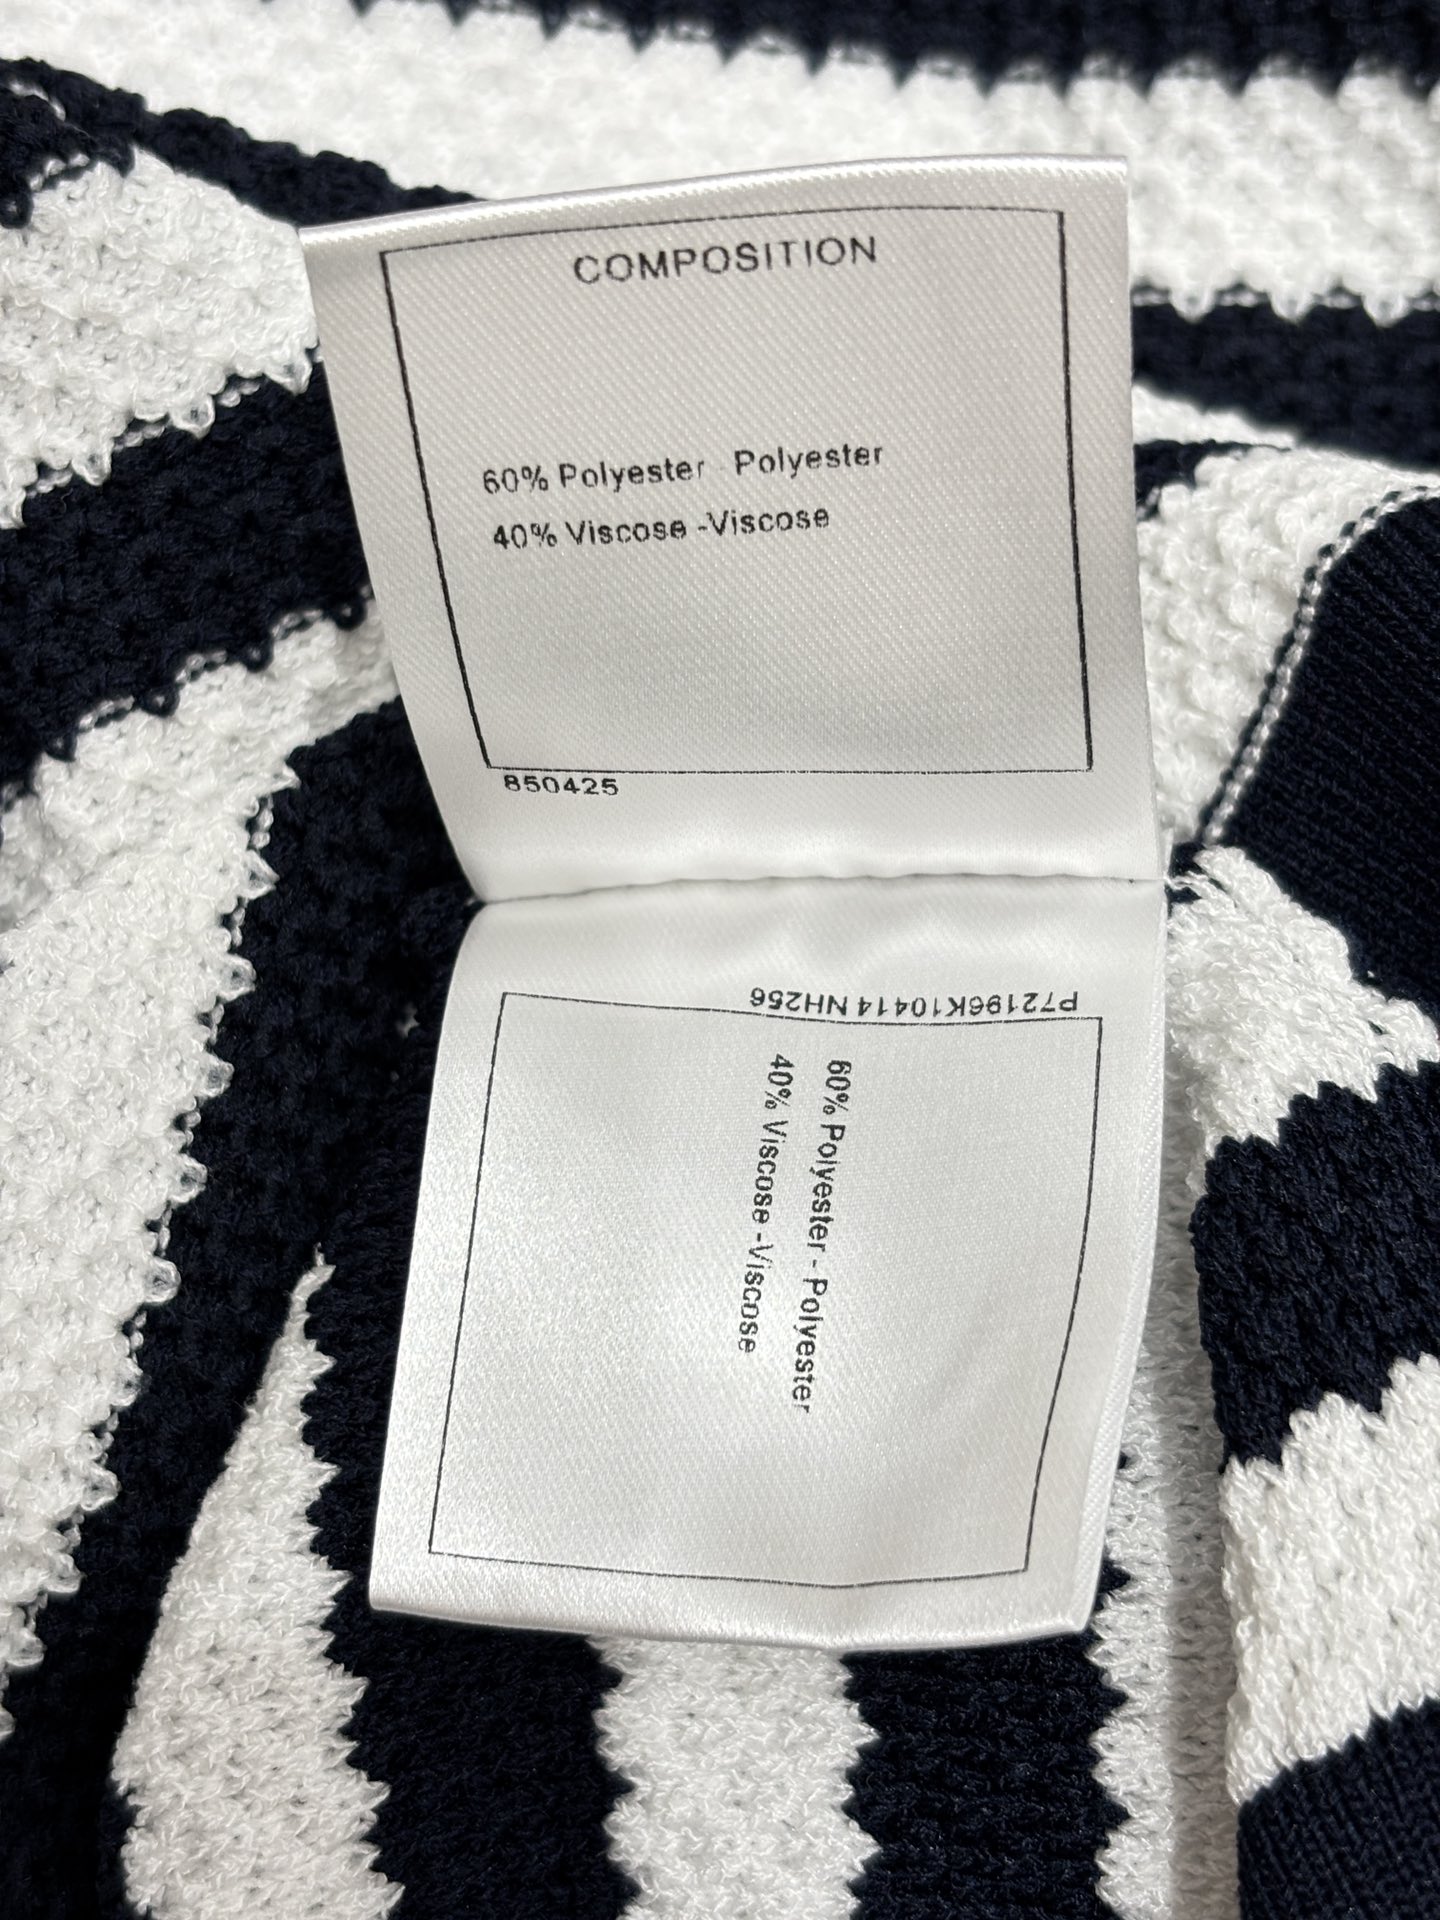 COMPOSITION
60% Polyester Polyester
40% Viscose -Viscose
850425
P72196K10414 NH256
60% Polyester - Polyester
40% Viscose -Viscose